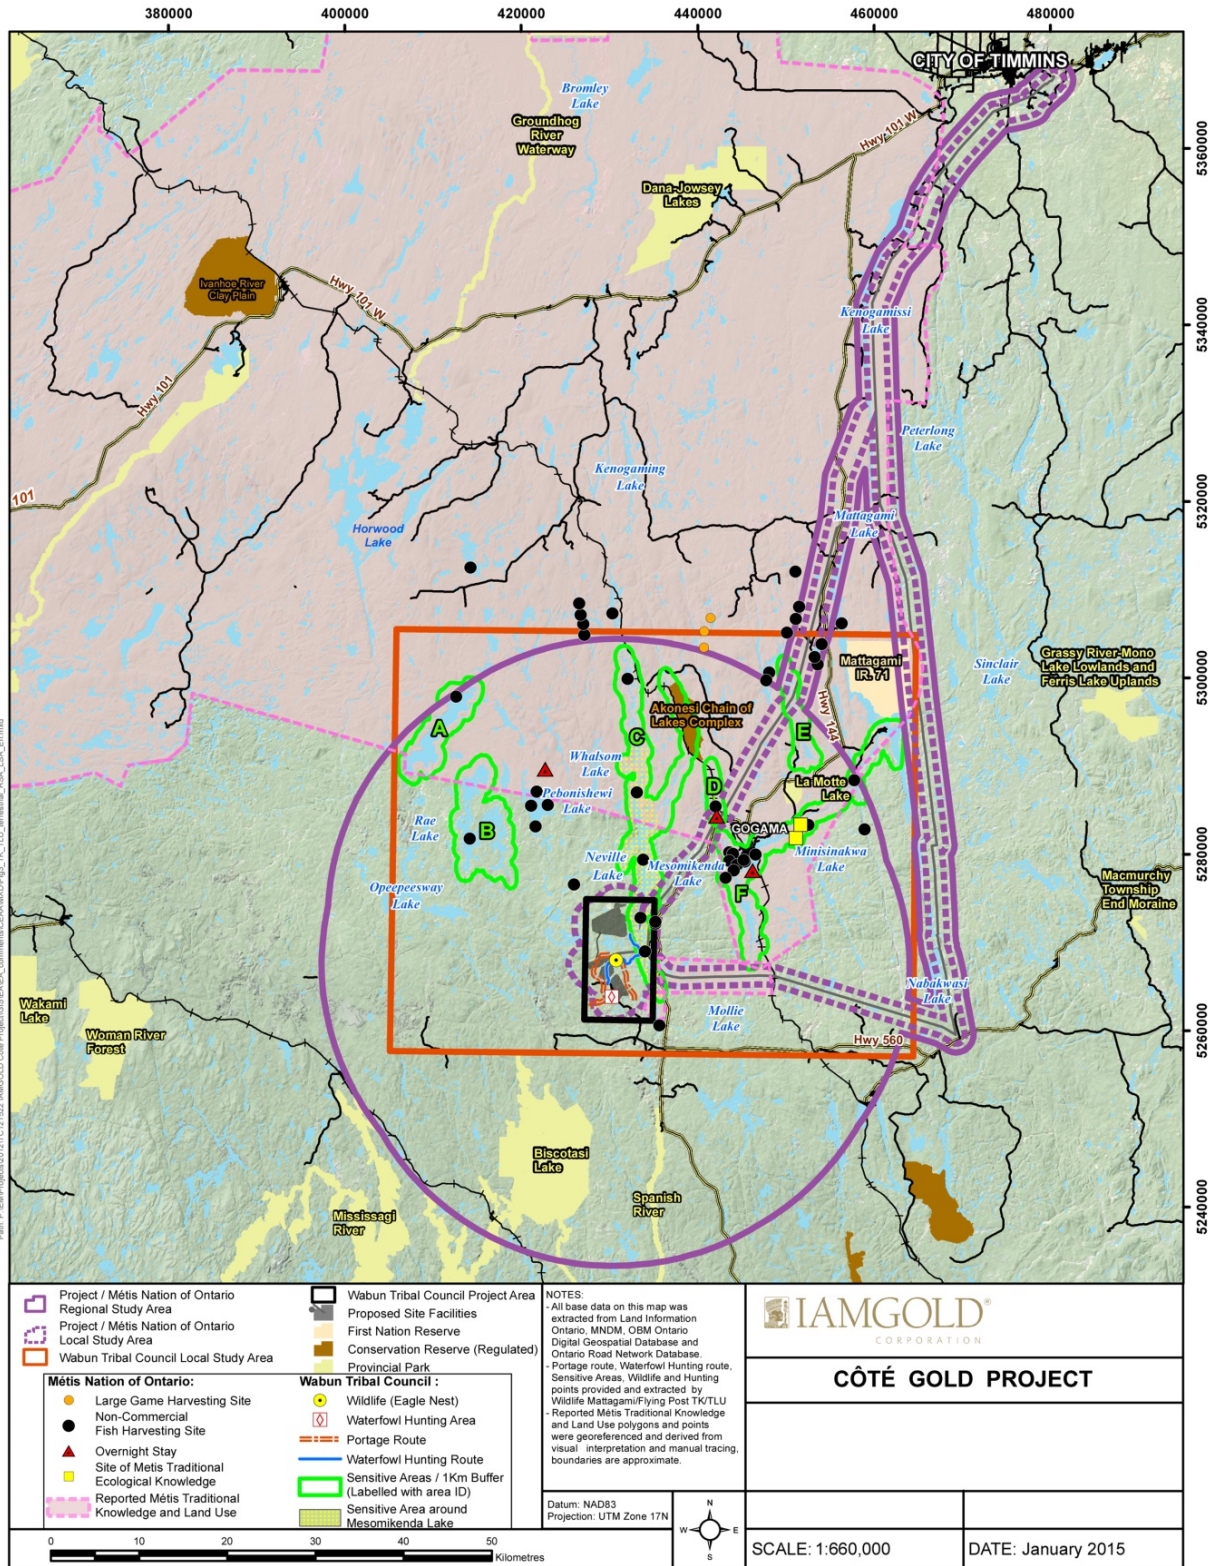 380000 400000 420000 440000 460000 480000
CITY OF TIMMINS
Bromley
Lake
Groundhog
River
Waterway
Hwy 101 W
5360000
Dana-Jowsey
Lakes
Ivanhoe River
Clay Plain
Hwy 101 W
Kenogamissi
Lake
5340000
Hwy 101
Peterlong
Lake
Kenogaming
Lake
101
5320000
Horwood
Lake
Mattagami
Lake
Mattagami
IR. 71
Sinclair
Lake
Grassy River-Mono
Lake Lowlands and
Ferris Lake Uplands
5300000
Akonesi Chain of
Lakes Complex
Hwy 144
A
C
E
Whalsom
Lake
La Motte
Lake
D
Pebonishewi
Lake
Rae
Lake
B
GOGAMA
Minisinakwa
Lake
5280000
Neville
Lake
Mesomikenda
Lake
Opeepeesway
Lake
F
Macmurchy
Township
End Moraine
Nabakwasi
Lake
Wakami
Lake
Woman River
Forest
Mollie
Lake
Hwy 560
5260000
Biscotasi
Lake
Mississagi
River
Spanish
River
5240000
Project / Métis Nation of Ontario
Regional Study Area
Project / Métis Nation of Ontario
Local Study Area
Wabun Tribal Council Local Study Area
Wabun Tribal Council Project Area
Proposed Site Facilities
First Nation Reserve
Conservation Reserve (Regulated)
Provincial Park
Métis Nation of Ontario:
Large Game Harvesting Site
Non-Commercial
Fish Harvesting Site
Overnight Stay
Site of Metis Traditional
Ecological Knowledge
Reported Métis Traditional
Knowledge and Land Use
Wabun Tribal Council :
Wildlife (Eagle Nest)
Waterfowl Hunting Area
Portage Route
Waterfowl Hunting Route
Sensitive Areas / 1Km Buffer
(Labelled with area ID)
Sensitive Area around
Mesomikenda Lake
0 10 20 30 40 50
Kilometres
NOTES:
- All base data on this map was
extracted from Land Information
Ontario, MNDM, OBM Ontario
Digital Geospatial Database and
Ontario Road Network Database.
- Portage route, Waterfowl Hunting route,
Sensitive Areas, Wildlife and Hunting
points provided and extracted by
Wildlife Mattagami/Flying Post TK/TLU
- Reported Métis Traditional Knowledge
and Land Use polygons and points
were georeferenced and derived from
visual interpretation and manual tracing,
boundaries are approximate.
Datum: NAD83
Projection: UTM Zone 17N
N
W E
S
IAMGOLD®
CORPORATION
CÔTÉ GOLD PROJECT
SCALE: 1:660,000
DATE: January 2015